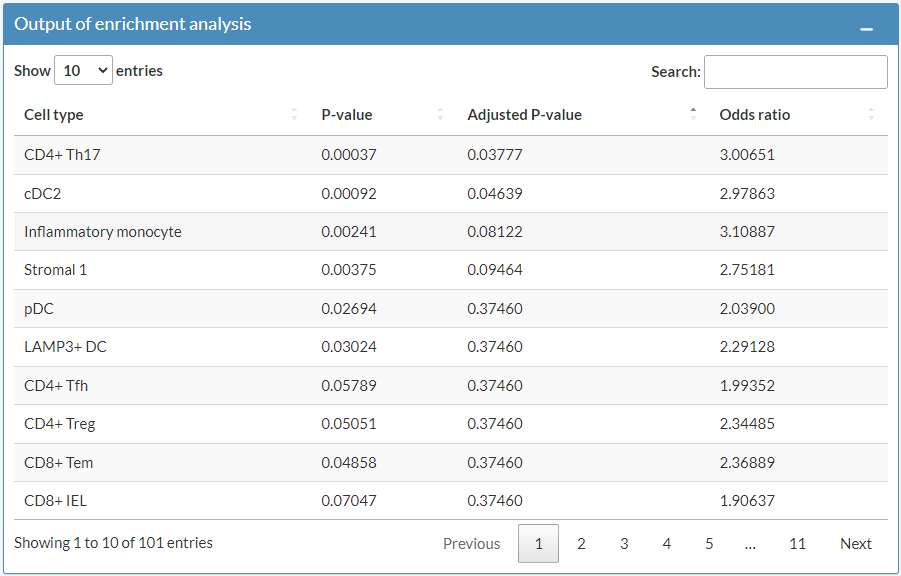 Output of enrichment analysis
Show 10 entries Search:
Cell type P-value Adjusted P-value Odds ratio
CD4+ Th17 0.00037 0.03777 3.00651
cDC2 0.00092 0.04639 2.97863
Inflammatory monocyte 0.00241 0.08122 3.10887
Stromal 1 0.00375 0.09464 2.75181
pDC 0.02694 0.37460 2.03900
LAMP3+ DC 0.03024 0.37460 2.29128
CD4+ Tfh 0.05789 0.37460 1.99352
CD4+ Treg 0.05051 0.37460 2.34485
CD8+ Tem 0.04858 0.37460 2.36889
CD8+ IEL 0.07047 0.37460 1.90637
Showing 1 to 10 of 101 entries Previous 1 2 3 4 5 ... 11 Next